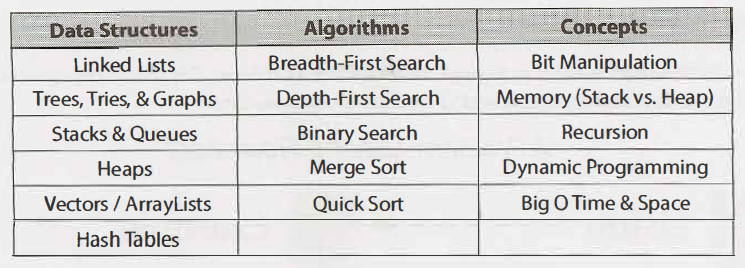 Data Structures Algorithms Concepts
Linked Lists Breadth-First Search Bit Manipulation
Trees, Tries, & Graphs Depth-First Search Memory (Stack vs. Heap)
Stacks & Queues Binary Search Recursion
Heaps Merge Sort Dynamic Programming
Vectors / ArrayLists Quick Sort Big O Time & Space
Hash Tables